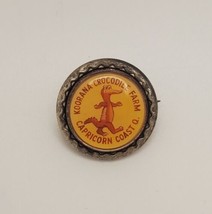 KOORANA CROCODILE FARM
CAPRICORN COAST Q.